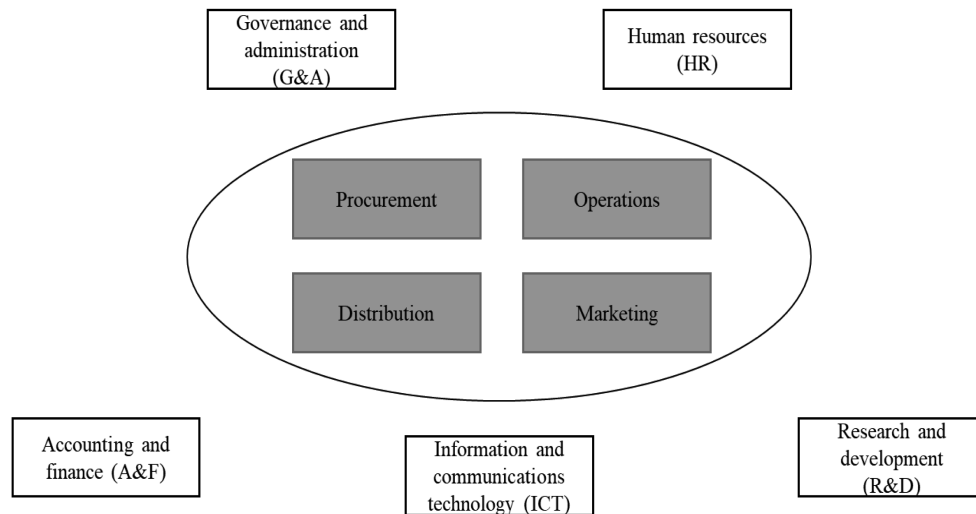 Governance and
administration
(G&A)
Human resources
(HR)
Procurement
Operations
Distribution
Marketing
Accounting and
finance (A&F)
Information and
communications
technology (ICT)
Research and
development
(R&D)